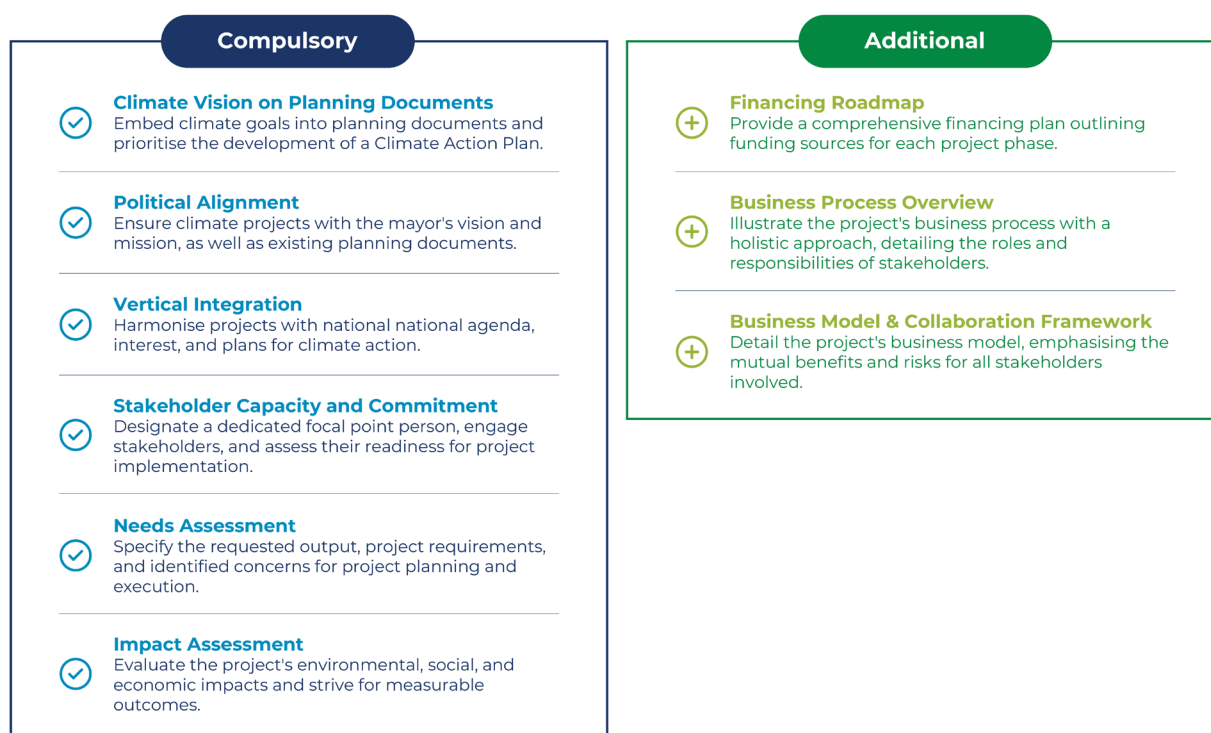 Compulsory
Climate Vision on Planning Documents
Embed climate goals into planning documents and
prioritise the development of a Climate Action Plan.
Political Alignment
Ensure climate projects with the mayor's vision and
mission, as well as existing planning documents.
Vertical Integration
Harmonise projects with national national agenda,
interest, and plans for climate action.
Stakeholder Capacity and Commitment
Designate a dedicated focal point person, engage
stakeholders, and assess their readiness for project
implementation.
Needs Assessment
Specify the requested output, project requirements,
and identified concerns for project planning and
execution.
Impact Assessment
Evaluate the project's environmental, social, and
economic impacts and strive for measurable
outcomes.
Additional
Financing Roadmap
Provide a comprehensive financing plan outlining
funding sources for each project phase.
Business Process Overview
Illustrate the project's business process with a
holistic approach, detailing the roles and
responsibilities of stakeholders.
Business Model & Collaboration Framework
Detail the project's business model, emphasising the
mutual benefits and risks for all stakeholders
involved.